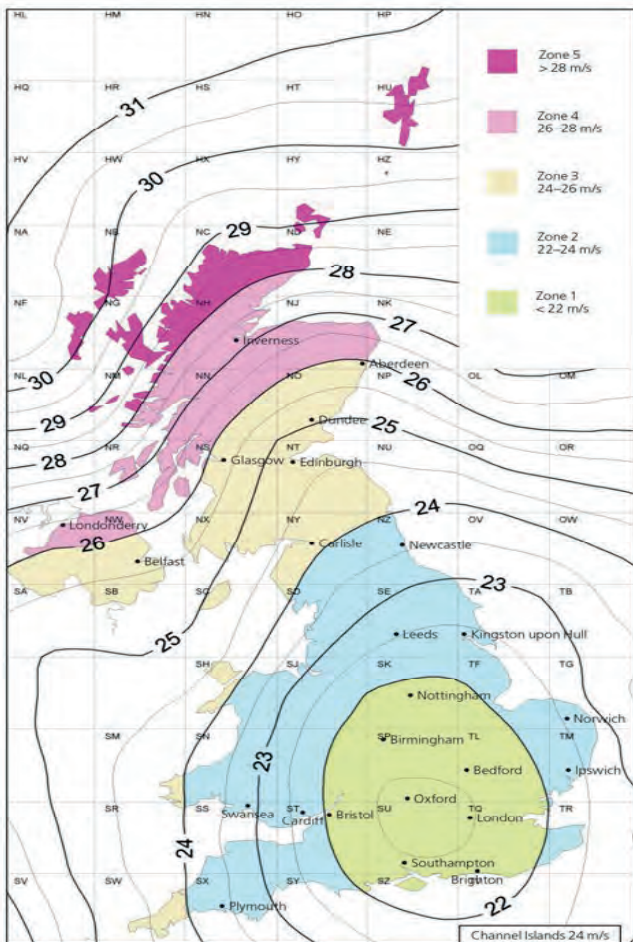 HL HM HN HO HP
Zone 5
> 28 m/s
HQ HR HS HT HU
31
Zone 4
26–28 m/s
HV HW HX HY HZ
30
Zone 3
24–26 m/s
NA NB NC ND NE
29
Zone 2
22–24 m/s
28
NF NG NH NJ NK
Zone 1
< 22 m/s
27
Inverness
Aberdeen
30
NL NM NN NO NP OL OM
26
29
Dundee
25
28
NQ NR NS NT NU OQ OR
Glasgow
Edinburgh
27
24
NV NW NX NY NZ OV OW
Londonderry
26
Carlisle
Newcastle
Belfast
23
SA SB SC SD SE TA TB
25
Leeds
Kingston upon Hull
SH SJ SK TF TG
Nottingham
Norwich
23
SM SN SP TL TM
Birmingham
Bedford
Ipswich
Oxford
SR SS ST SU TQ TR
Swansea
Cardiff
Bristol
London
24
Southampton
Brighton
SV SW SX SY SZ
22
Plymouth
Channel Islands 24 m/s